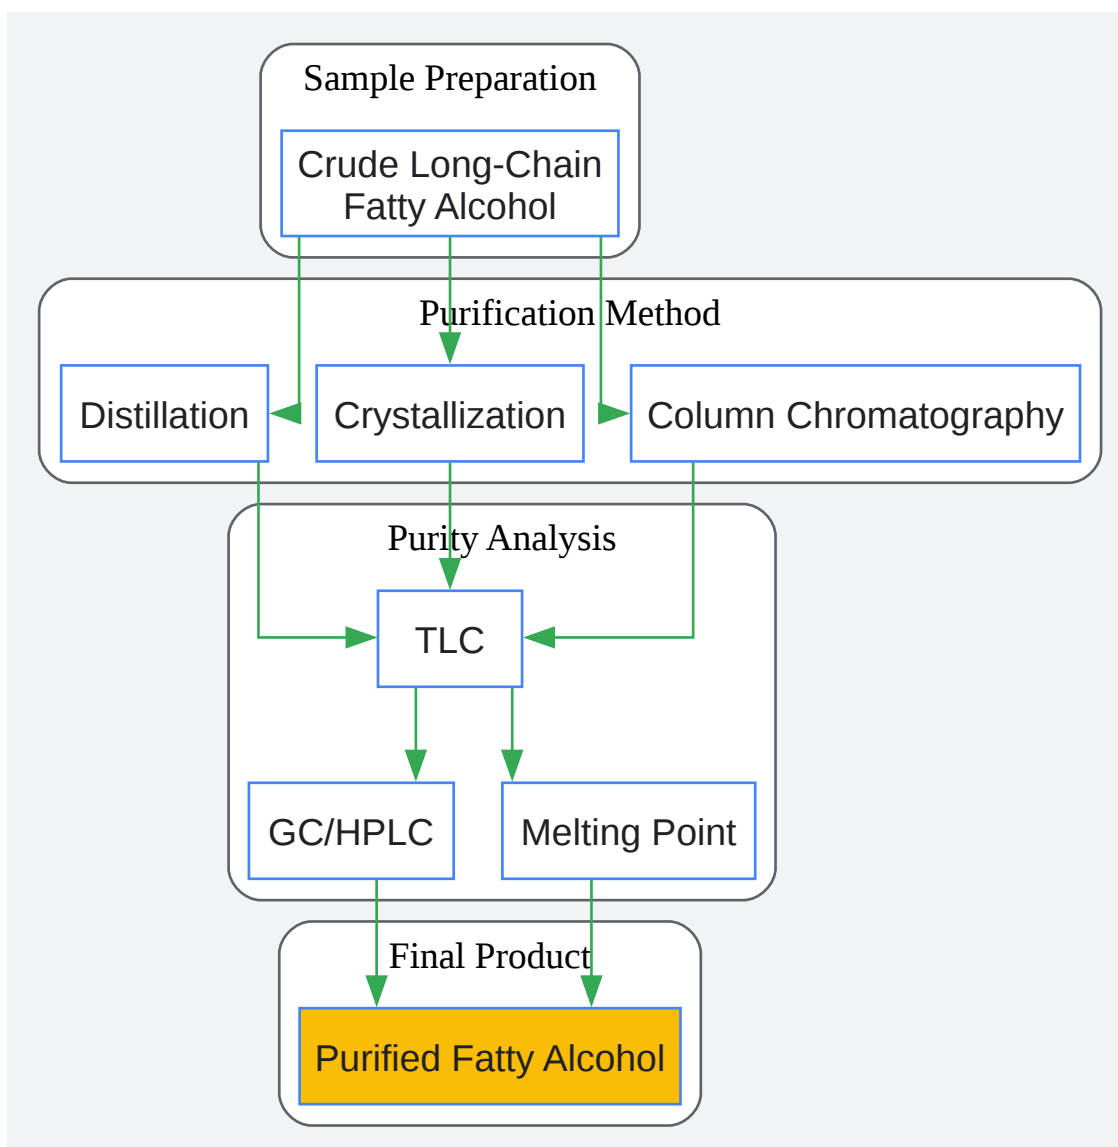 Sample Preparation
Crude Long-Chain
Fatty Alcohol
Purification Method
Distillation
Crystallization
Column Chromatography
Purity Analysis
TLC
GC/HPLC
Melting Point
Final Product
Purified Fatty Alcohol